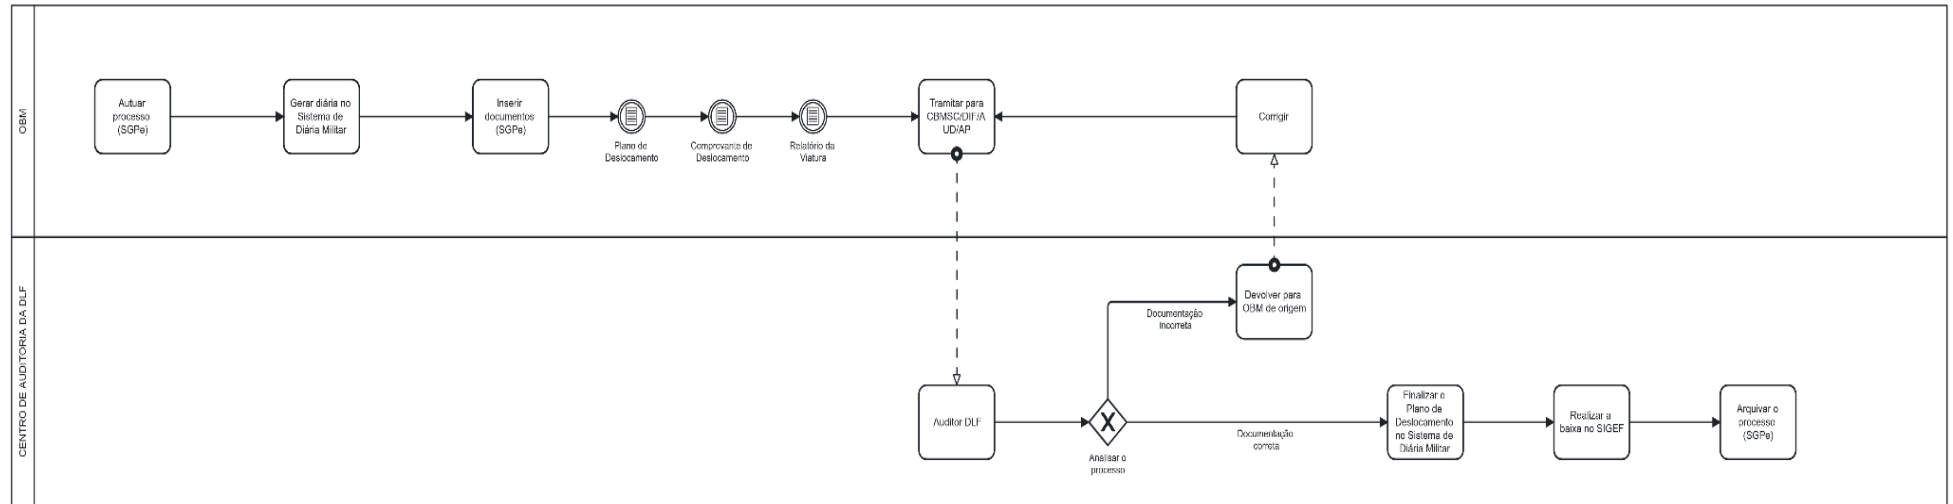 OBM
Autuar
processo
(SGPe)
Gerar diária no
Sistema de
Diária Militar
Inserir
documentos
(SGPe)
Plano de
Deslocamento
Comprovante de
Deslocamento
Relatório da
Viatura
Tramitar para
CBMSC/DIF/A
UD/AP
Corrigir
CENTRO DE AUDITORIA DA DLF
Devolver para
OBM de origem
Documentação
incorreta
Auditor DLF
Analisar o
processo
Documentação
correta
Finalizar o
Plano de
Deslocamento
no Sistema de
Diária Militar
Realizar a
baixa no SIGEF
Arquivar o
processo
(SGPe)